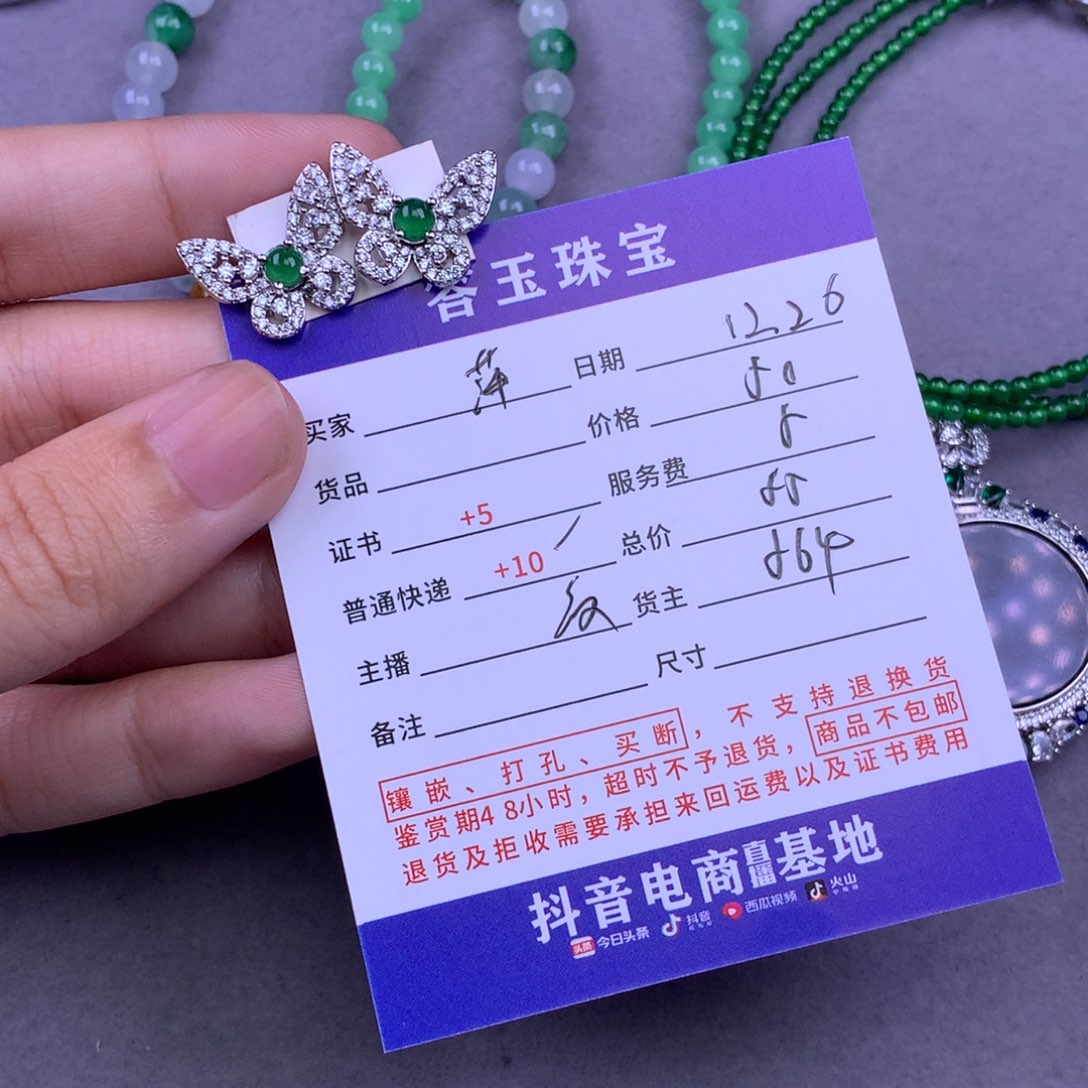 玉珠宝
买家 日期 12.26
货品 价格
证书 +5 服务费
普通快递 +10 总价
主播 货主
备注 尺寸
镶嵌、打孔、买断，不支持退换货
鉴赏期48小时，超时不予退货，商品不包邮
退货及拒收需要承担来回运费以及证书费用
抖音电商直播基地
头条 今日头条 抖音 西瓜视频 火山